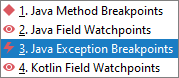 1. Java Method Breakpoints
2. Java Field Watchpoints
3. Java Exception Breakpoints
4. Kotlin Field Watchpoints